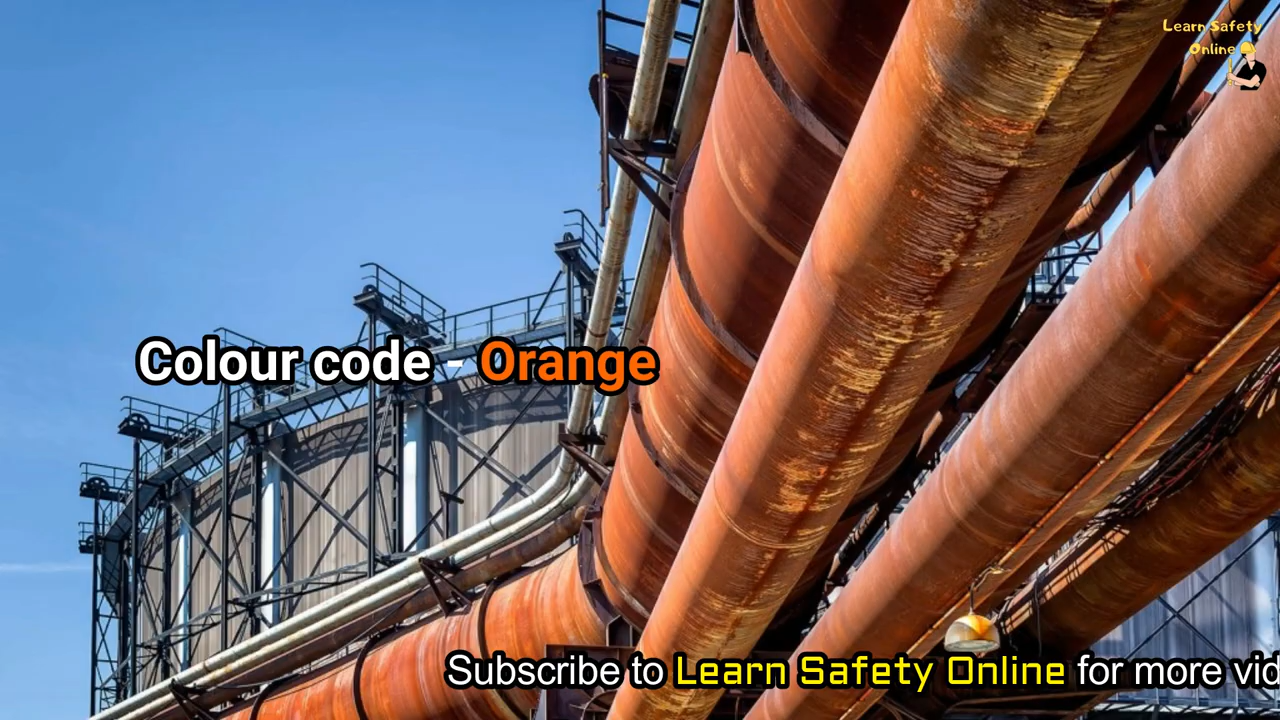 Learn Safety
Online
Colour code - Orange
Subscribe to Learn Safety Online for more vid